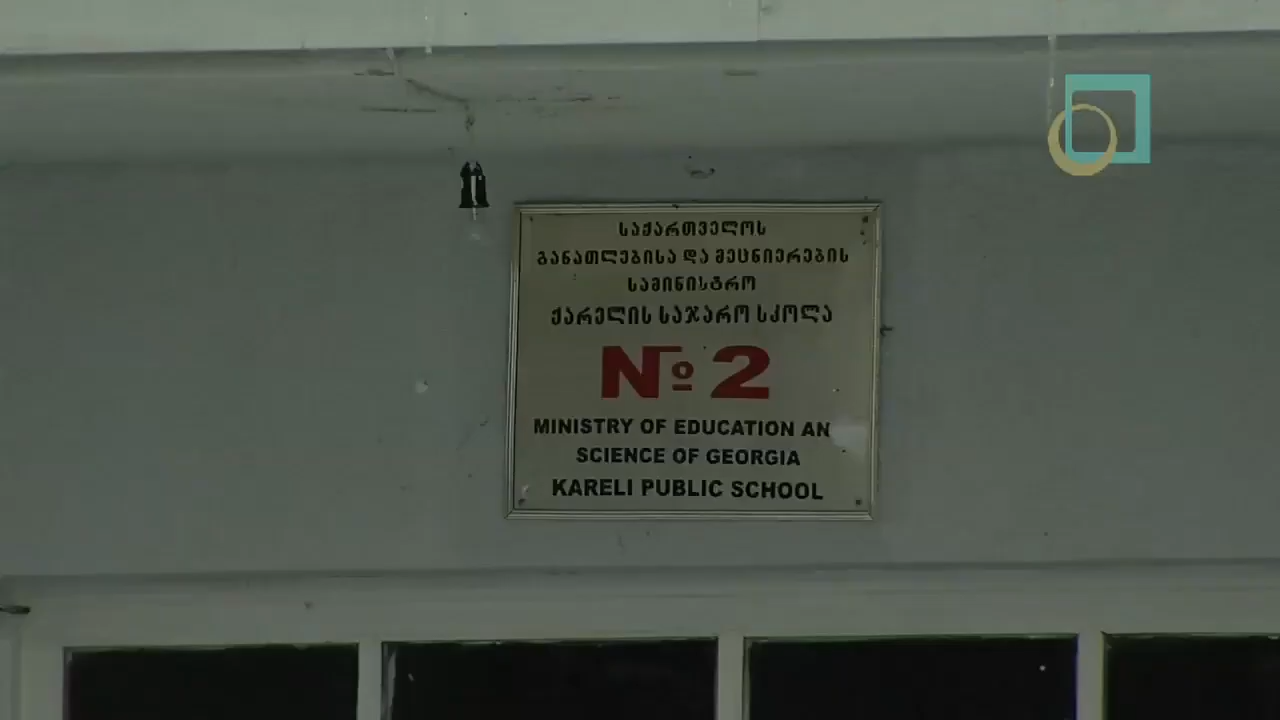 საქართველოს
განათლებისა და მეცნიერების
სამინისტრო
ქარელის საჯარო სკოლა
№ 2
MINISTRY OF EDUCATION AN
SCIENCE OF GEORGIA
KARELI PUBLIC SCHOOL